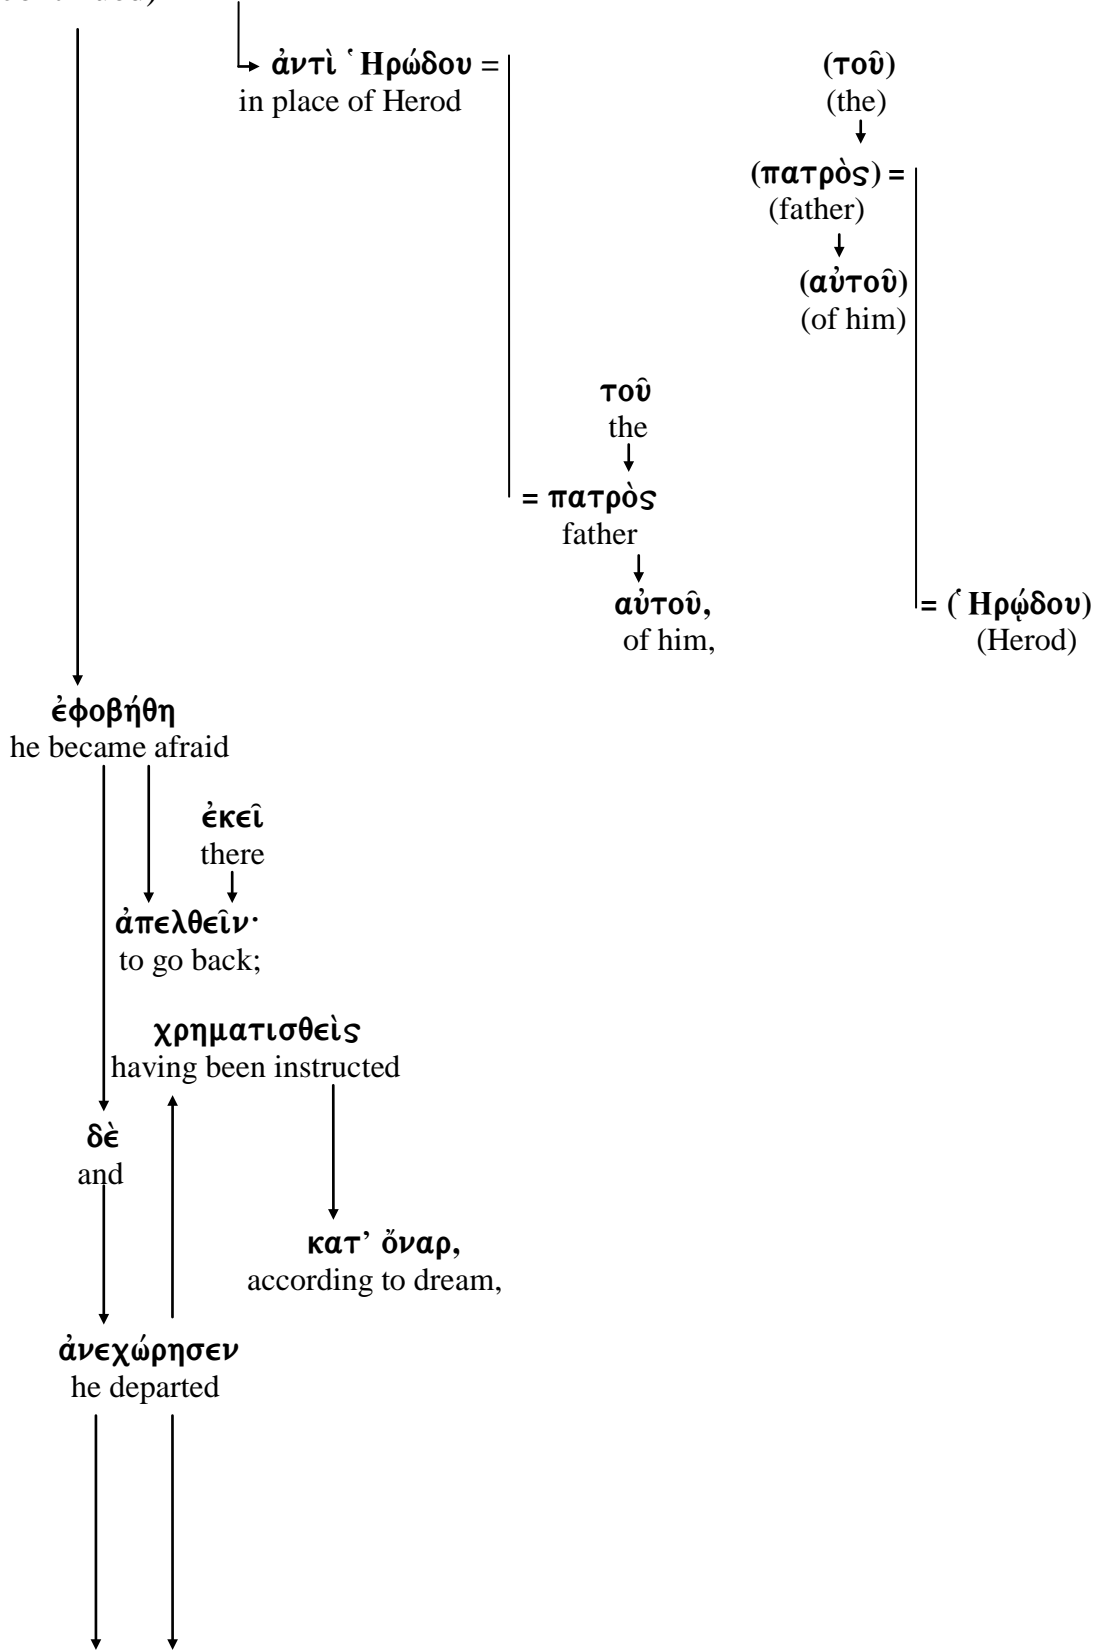 ἀντὶ Ἡρώδου =
in place of Herod
(τοῦ)
(the)
(πατρὸς) =
(father)
(αὐτοῦ)
(of him)
τοῦ
the
= πατρὸς
father
αὐτοῦ,
of him,
= (Ἡρῴδου)
(Herod)
ἐφοβήθη
he became afraid
ἐκεῖ
there
ἀπελθεῖν·
to go back;
χρηματισθεὶς
having been instructed
δὲ
and
κατ’ ὄναρ,
according to dream,
ἀνεχώρησεν
he departed